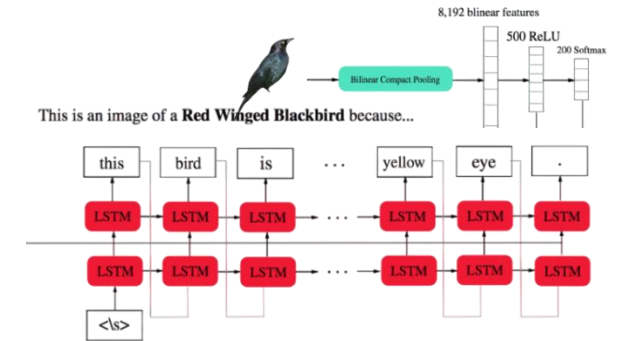 8,192 blinear features
500 ReLU
200 Softmax
Bilinear Compact Pooling
This is an image of a Red Winged Blackbird because...
this bird is ... yellow eye .
LSTM LSTM LSTM ... LSTM LSTM LSTM
LSTM LSTM LSTM ... LSTM LSTM LSTM
<\s>